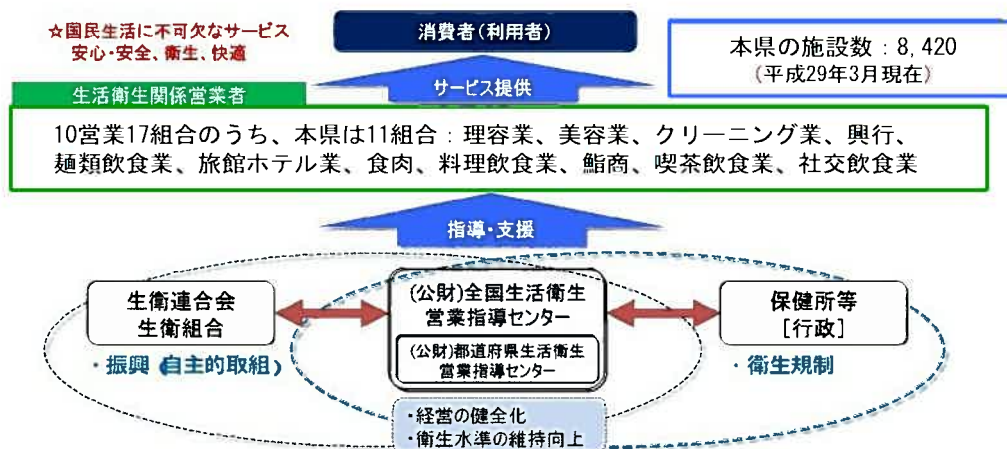 ☆国民生活に不可欠なサービス
安心・安全、衛生、快適
消費者(利用者)
本県の施設数：8,420
(平成29年3月現在)
サービス提供
生活衛生関係営業者
10営業17組合のうち、本県は11組合：理容業、美容業、クリーニング業、興行、
麺類飲食業、旅館ホテル業、食肉、料理飲食業、鮨商、喫茶飲食業、社交飲食業
指導・支援
生衛連合会
生衛組合
・振興（自主的取組）
(公財)全国生活衛生
営業指導センター
(公財)都道府県生活衛生
営業指導センター
保健所等
[行政]
・衛生規制
・経営の健全化
・衛生水準の維持向上